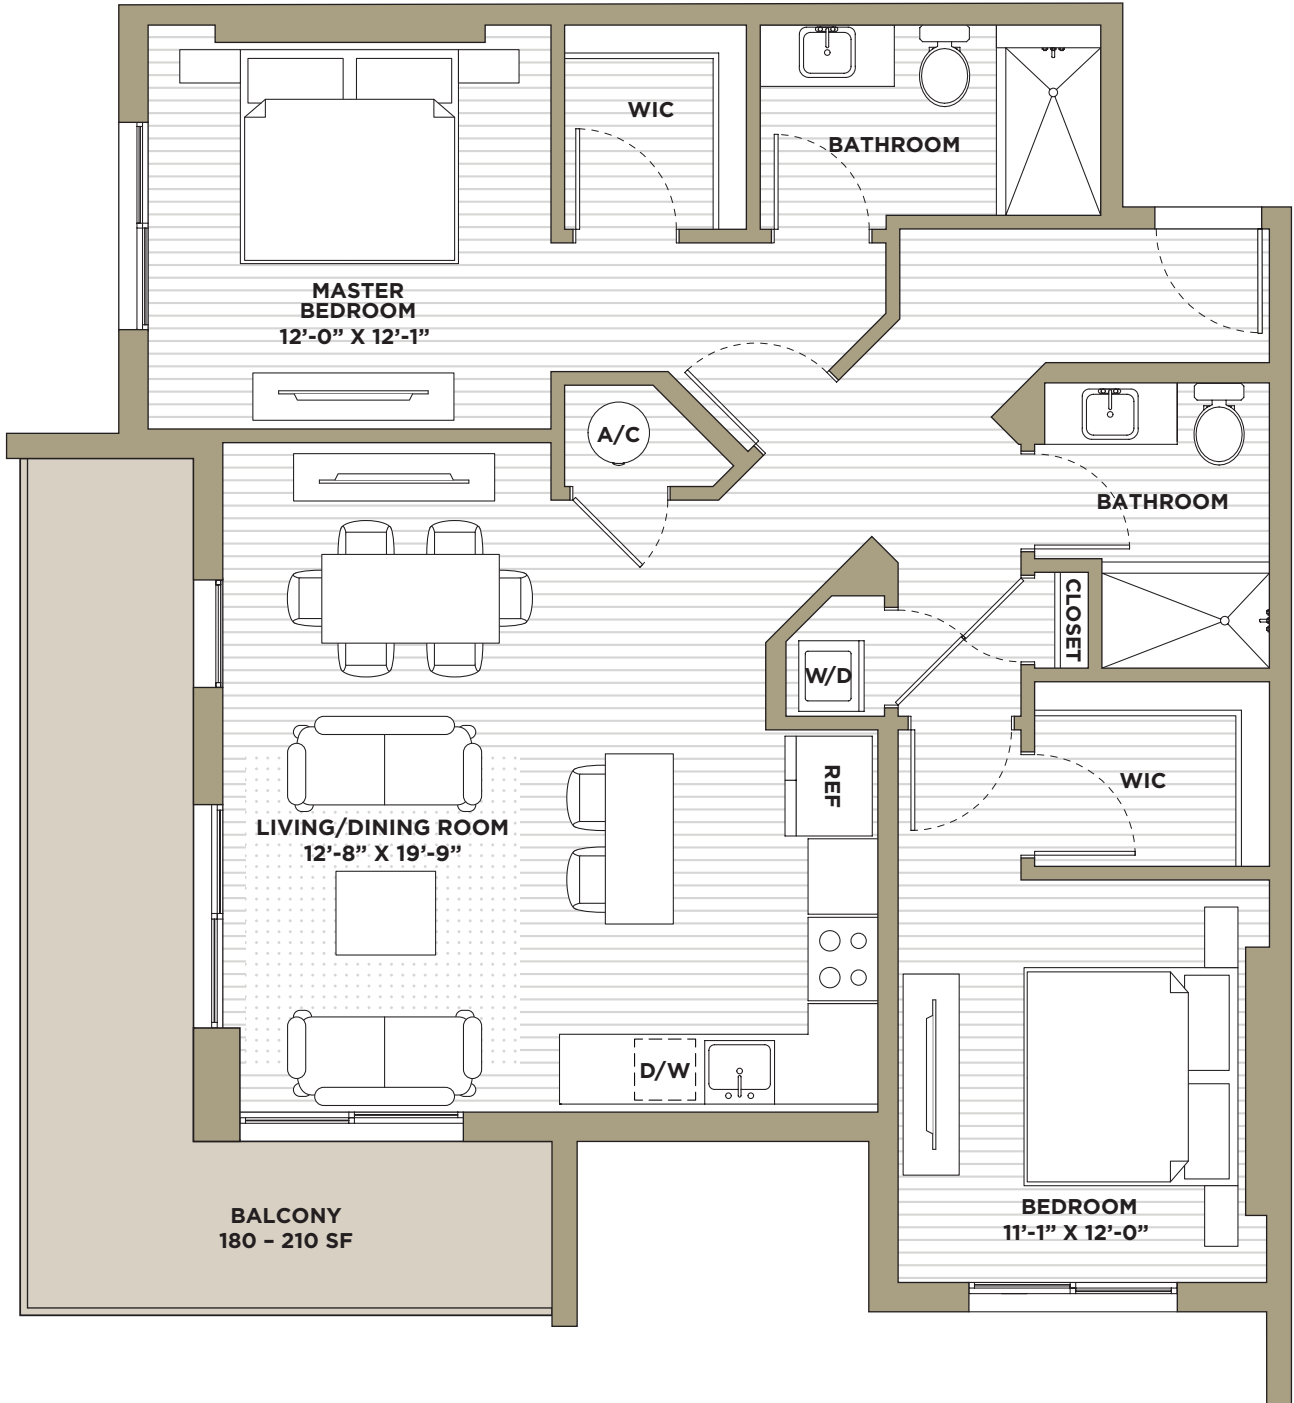 WIC
BATHROOM
MASTER
BEDROOM
12’-0” X 12’-1”
A/C
BATHROOM
CLOSET
W/D
REF
WIC
LIVING/DINING ROOM
12’-8” X 19’-9”
D/W
BEDROOM
11’-1” X 12’-0”
BALCONY
180 – 210 SF